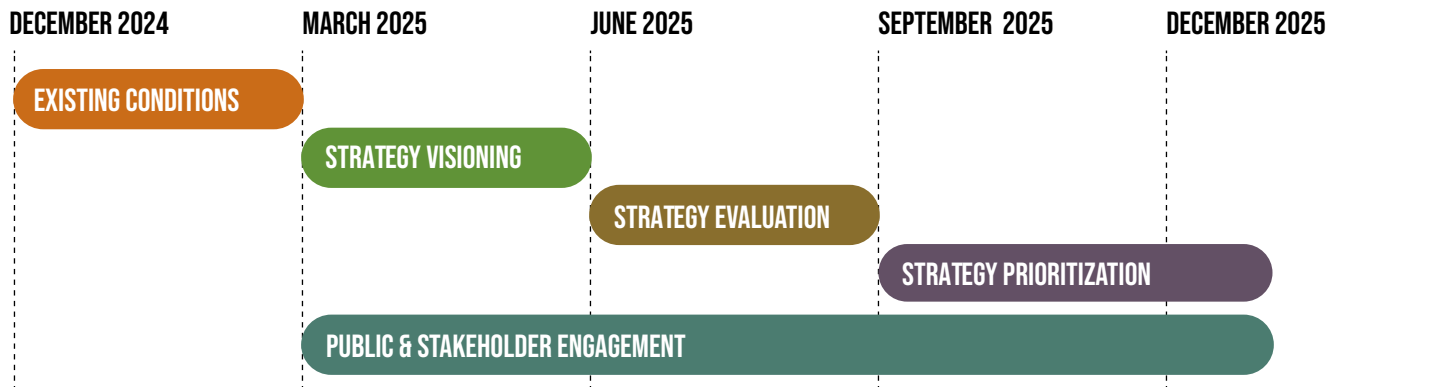 DECEMBER 2024 MARCH 2025 JUNE 2025 SEPTEMBER 2025 DECEMBER 2025
EXISTING CONDITIONS
STRATEGY VISIONING
STRATEGY EVALUATION
STRATEGY PRIORITIZATION
PUBLIC & STAKEHOLDER ENGAGEMENT